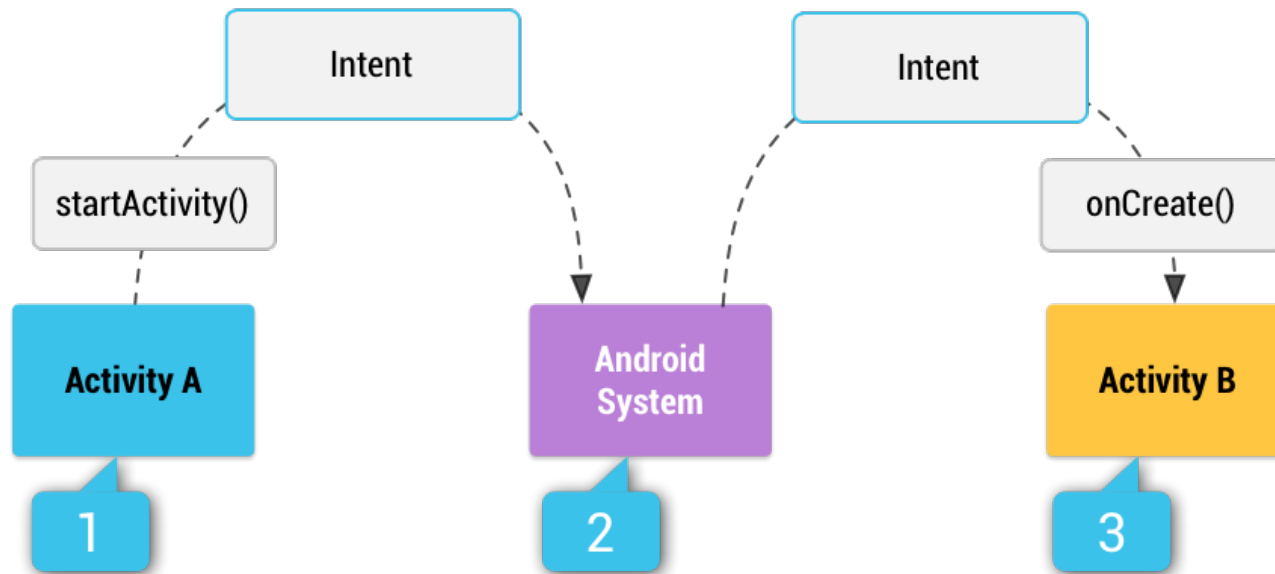 Intent
Intent
startActivity()
onCreate()
Activity A
Android
System
Activity B
1
2
3